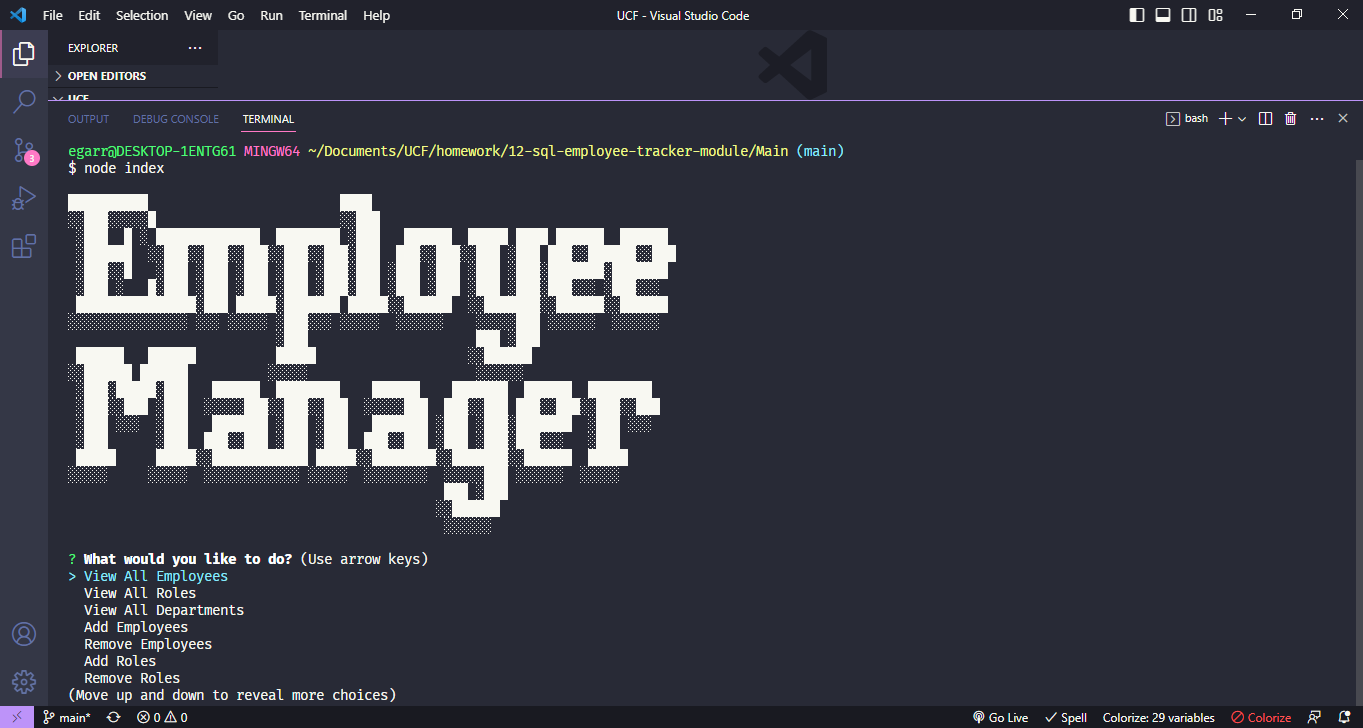 File Edit Selection View Go Run Terminal Help UCF - Visual Studio Code
EXPLORER ...
OPEN EDITORS
UCF
OUTPUT DEBUG CONSOLE TERMINAL bash
egarr@DESKTOP-1ENTG61 MINGW64 ~/Documents/UCF/homework/12-sql-employee-tracker-module/Main (main)
$ node index
Employee
Manager
? What would you like to do? (Use arrow keys)
> View All Employees
View All Roles
View All Departments
Add Employees
Remove Employees
Add Roles
Remove Roles
(Move up and down to reveal more choices)
3
main* 0 0 Go Live Spell Colorize: 29 variables Colorize